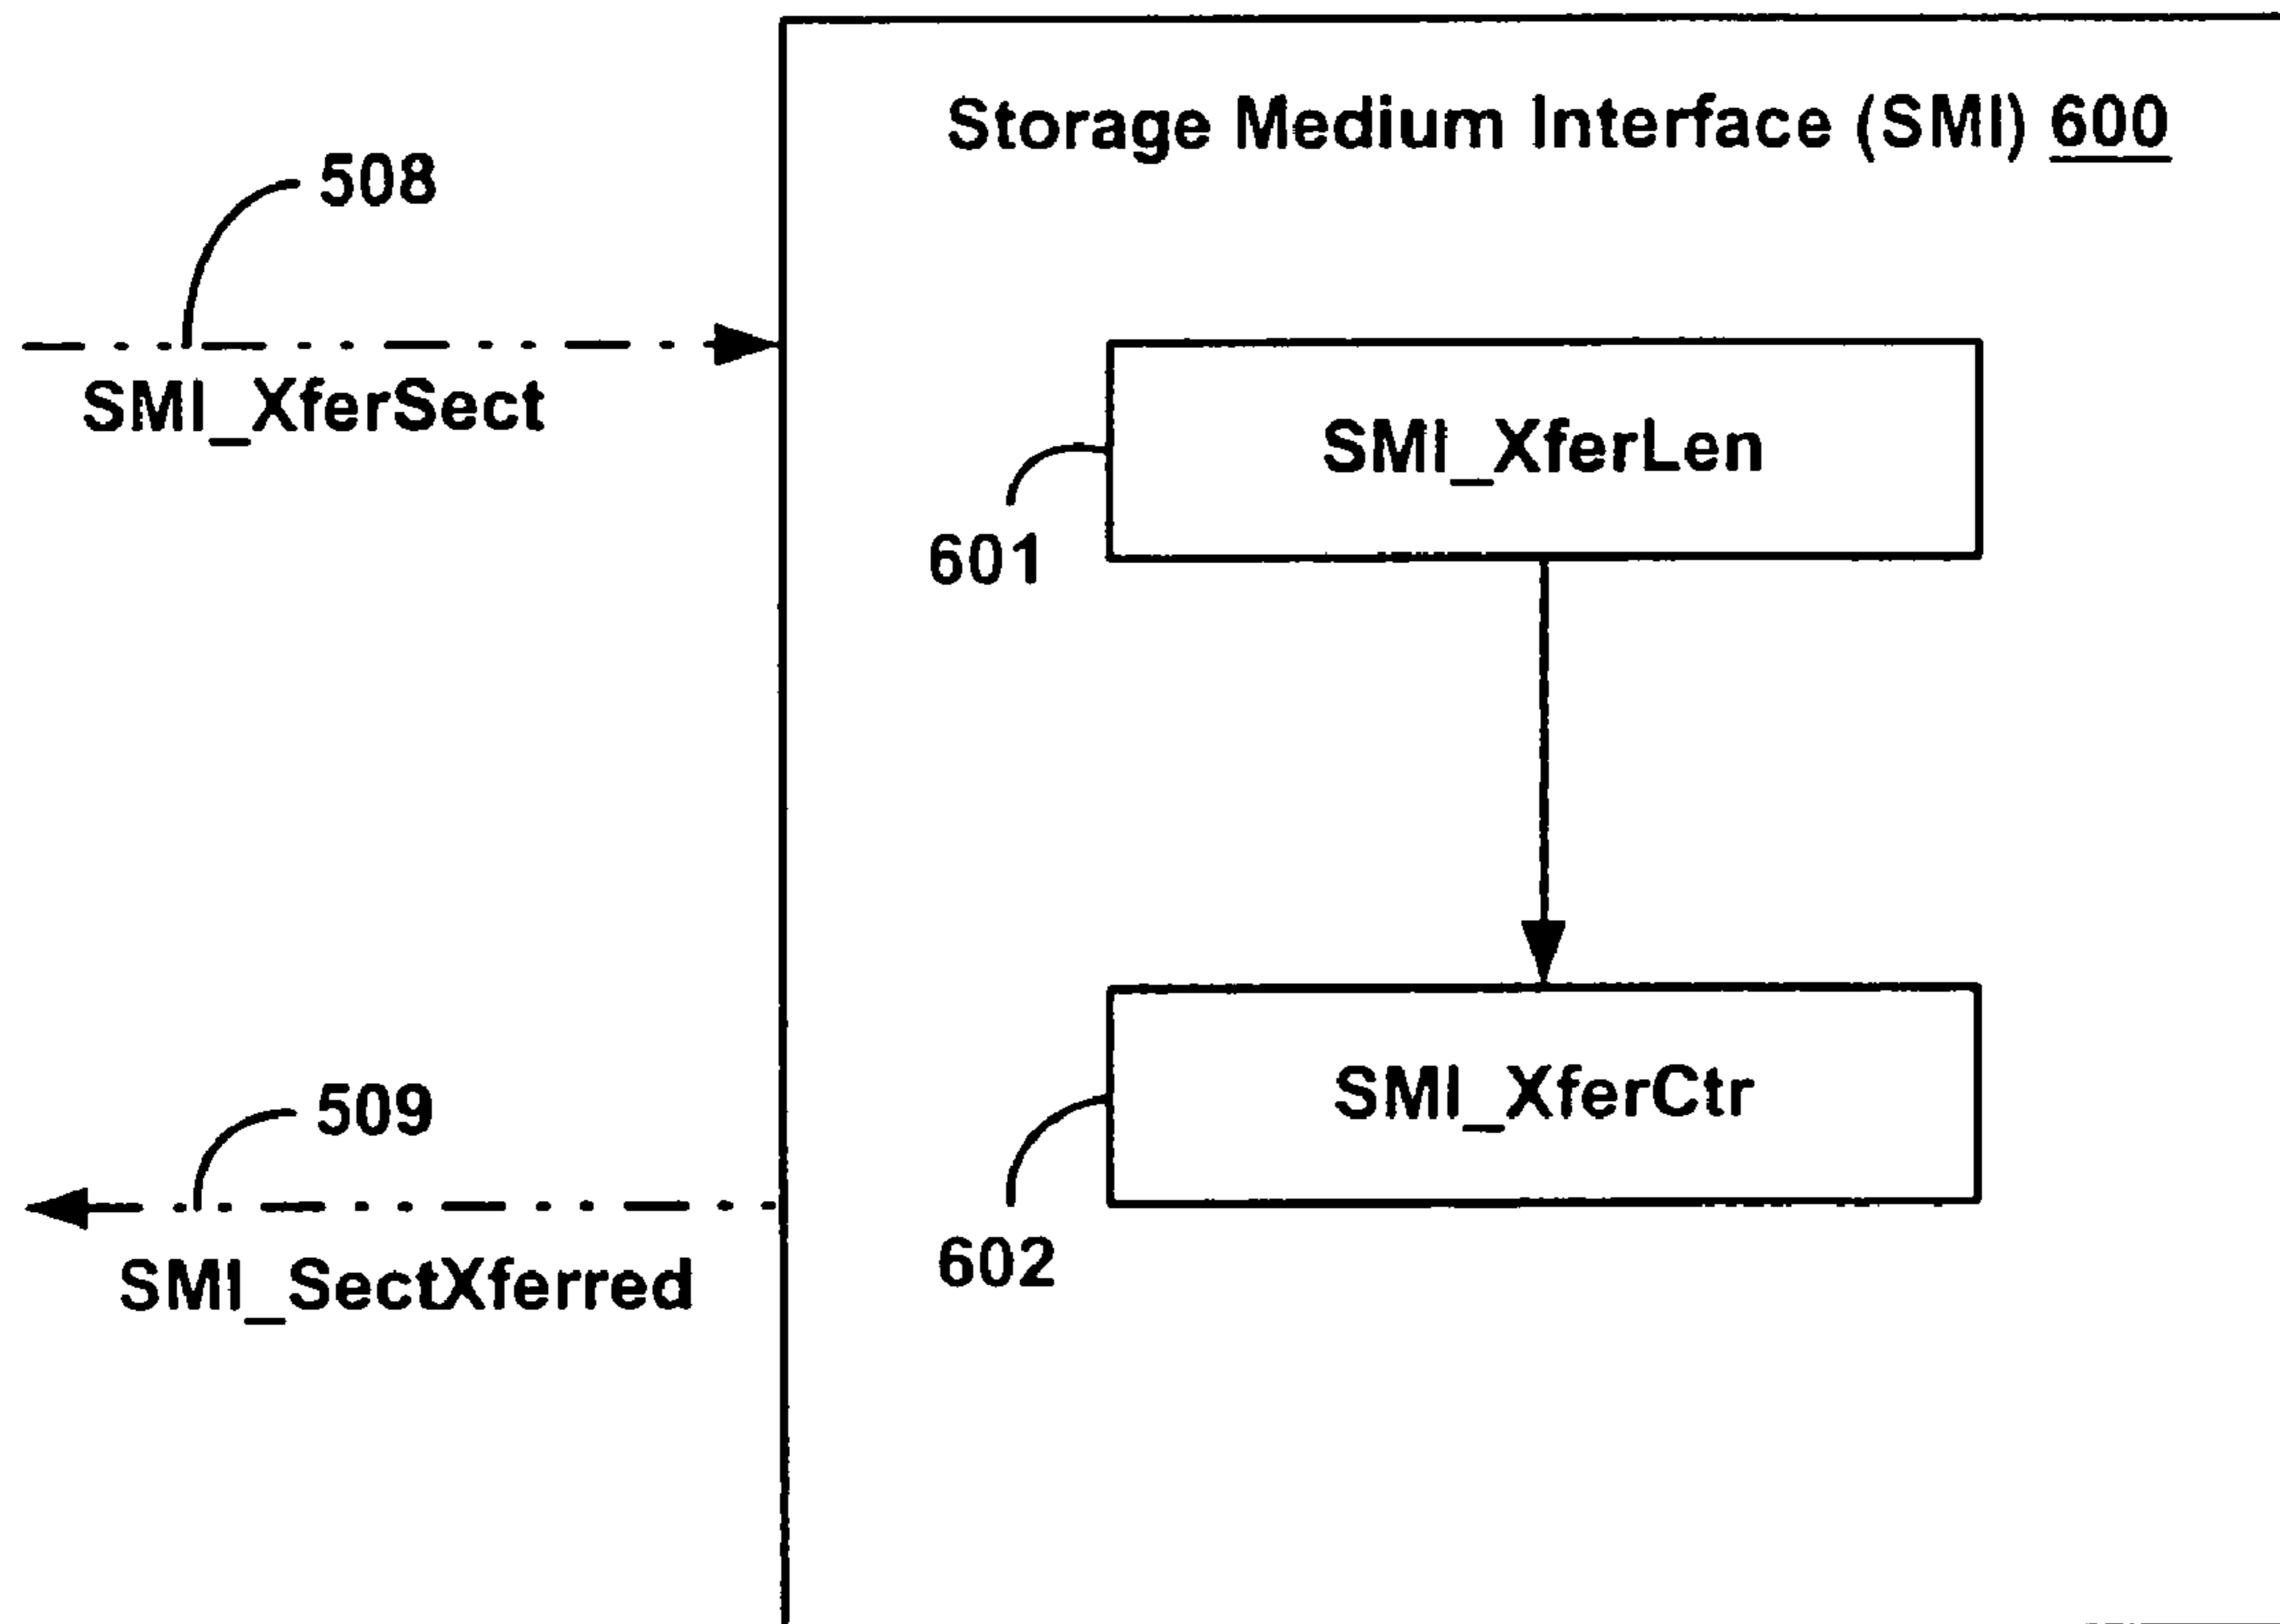 Storage Medium Interface (SMI) 600
508
SMI_XferSect
SMI_XferLen
601
509
SMI_XferCtr
SMI_SectXferred
602